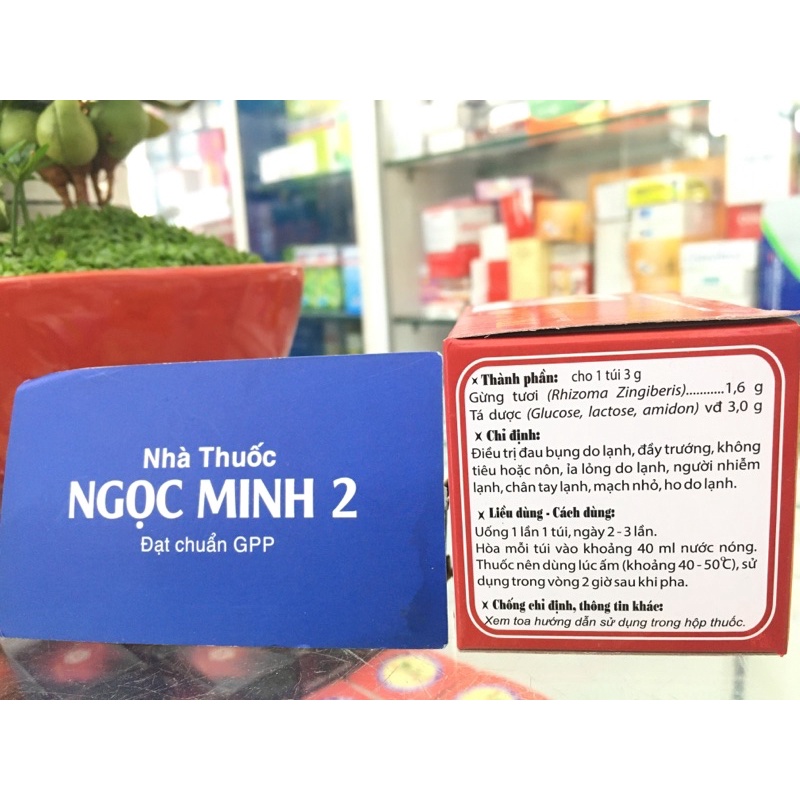 Nhà Thuốc
NGỌC MINH 2
Đạt chuẩn GPP
x Thành phần: cho 1 túi 3 g
Gừng tươi (Rhizoma Zingiberis)...........1,6 g
Tá dược (Glucose, lactose, amidon) vđ 3,0 g
x Chỉ định:
Điều trị đau bụng do lạnh, đầy trướng, không
tiêu hoặc nôn, ỉa lỏng do lạnh, người nhiễm
lạnh, chân tay lạnh, mạch nhỏ, ho do lạnh.
x Liều dùng - Cách dùng:
Uống 1 lần 1 túi, ngày 2 - 3 lần.
Hòa mỗi túi vào khoảng 40 ml nước nóng.
Thuốc nên dùng lúc ấm (khoảng 40 - 50℃), sử
dụng trong vòng 2 giờ sau khi pha.
x Chống chỉ định, thông tin khác:
Xem toa hướng dẫn sử dụng trong hộp thuốc.